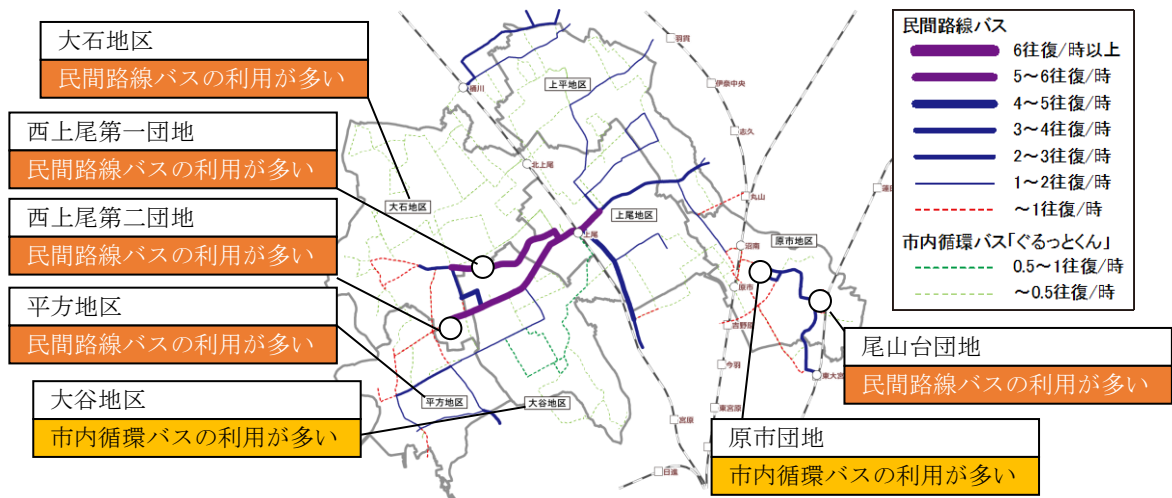 大石地区
民間路線バスの利用が多い
西上尾第一団地
民間路線バスの利用が多い
西上尾第二団地
民間路線バスの利用が多い
平方地区
民間路線バスの利用が多い
大谷地区
市内循環バスの利用が多い
羽貫
桶川
上平地区
伊奈中央
志久
北上尾
大石地区
丸山
上尾地区
上尾
沼南
原市地区
原市
吉野原
今羽
東大宮
平方地区
大谷地区
東宮原
宮原
日進
民間路線バス
6往復/時以上
5～6往復/時
4～5往復/時
3～4往復/時
2～3往復/時
1～2往復/時
～1往復/時
市内循環バス「ぐるっとくん」
0.5～1往復/時
～0.5往復/時
尾山台団地
民間路線バスの利用が多い
原市団地
市内循環バスの利用が多い